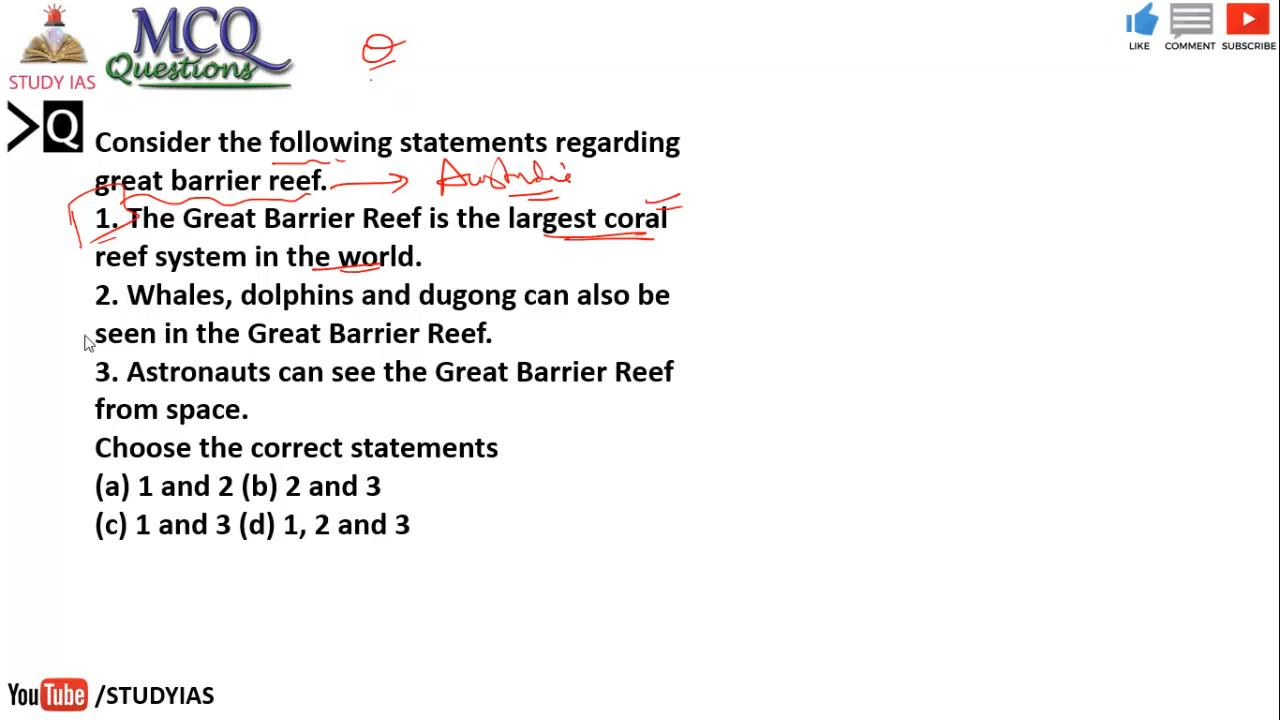 STUDY IAS
MCQ
Questions
LIKE COMMENT SUBSCRIBE
>Q
Consider the following statements regarding
great barrier reef. Australia
1. The Great Barrier Reef is the largest coral
reef system in the world.
2. Whales, dolphins and dugong can also be
seen in the Great Barrier Reef.
3. Astronauts can see the Great Barrier Reef
from space.
Choose the correct statements
(a) 1 and 2 (b) 2 and 3
(c) 1 and 3 (d) 1, 2 and 3
YouTube /STUDYIAS